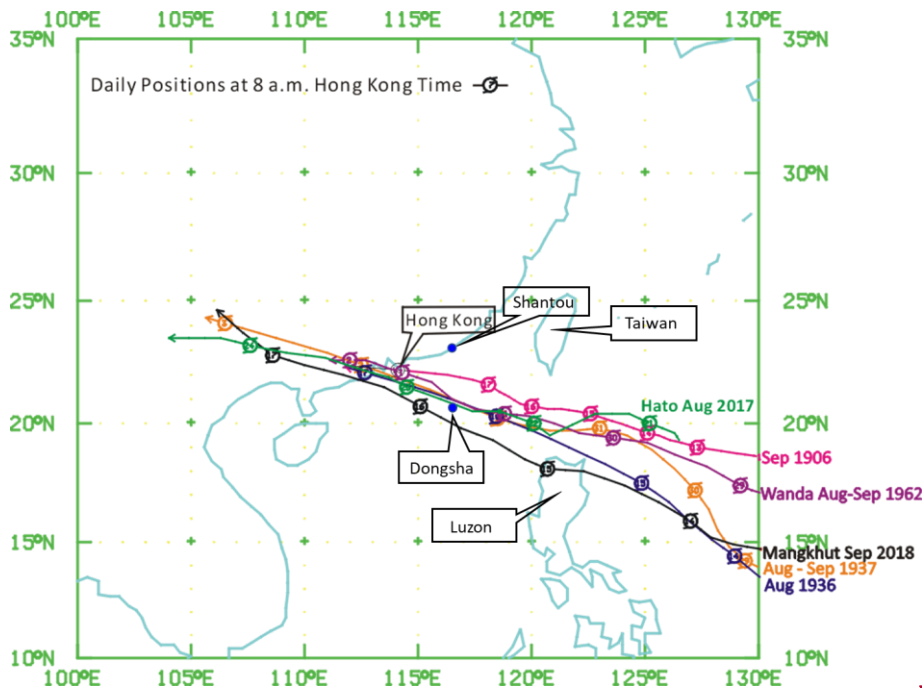 100°E 105°E 110°E 115°E 120°E 125°E 130°E
35°N 35°N
Daily Positions at 8 a.m. Hong Kong Time
30°N 30°N
25°N 25°N
Shantou
Hong Kong
Taiwan
Hato Aug 2017
20°N 20°N
Sep 1906
Dongsha
Wanda Aug-Sep 1962
Luzon
15°N 15°N
Mangkhut Sep 2018
Aug - Sep 1937
Aug 1936
10°N 10°N
100°E 105°E 110°E 115°E 120°E 125°E 130°E